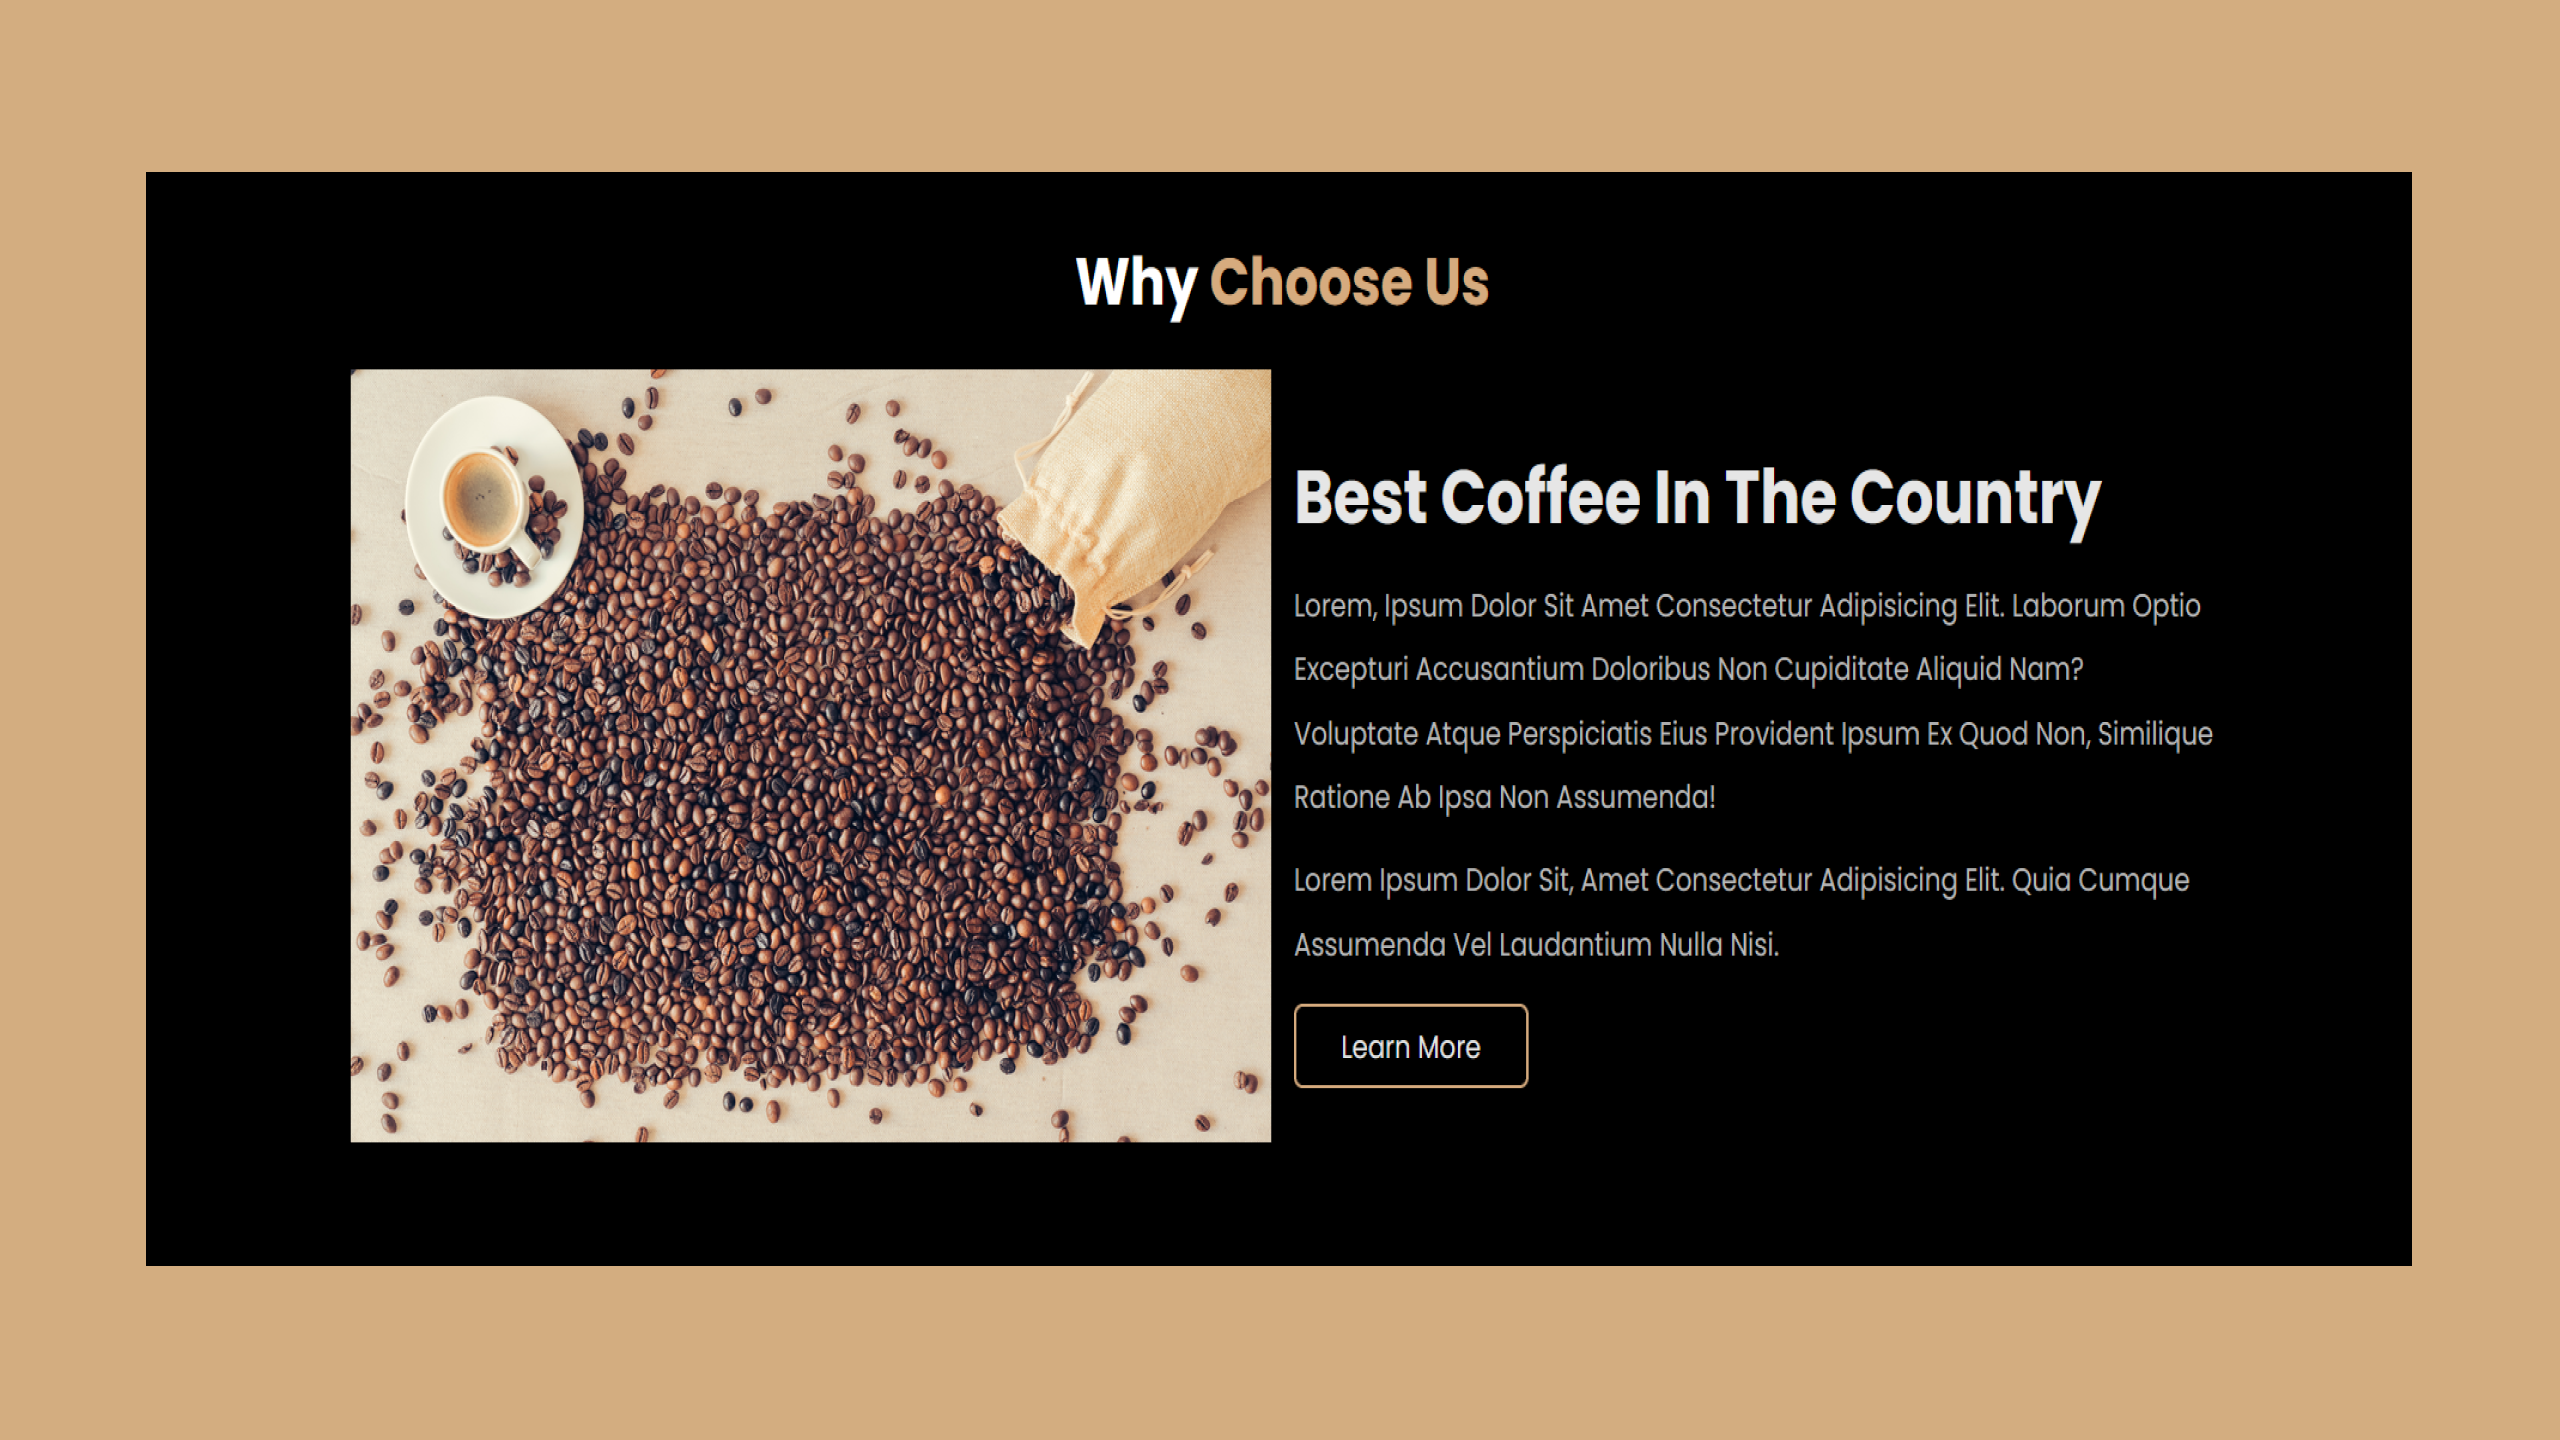 Why Choose Us
Best Coffee In The Country
Lorem, Ipsum Dolor Sit Amet Consectetur Adipisicing Elit. Laborum Optio
Excepturi Accusantium Doloribus Non Cupiditate Aliquid Nam?
Voluptate Atque Perspiciatis Eius Provident Ipsum Ex Quod Non, Similique
Ratione Ab Ipsa Non Assumenda!
Lorem Ipsum Dolor Sit, Amet Consectetur Adipisicing Elit. Quia Cumque
Assumenda Vel Laudantium Nulla Nisi.
Learn More